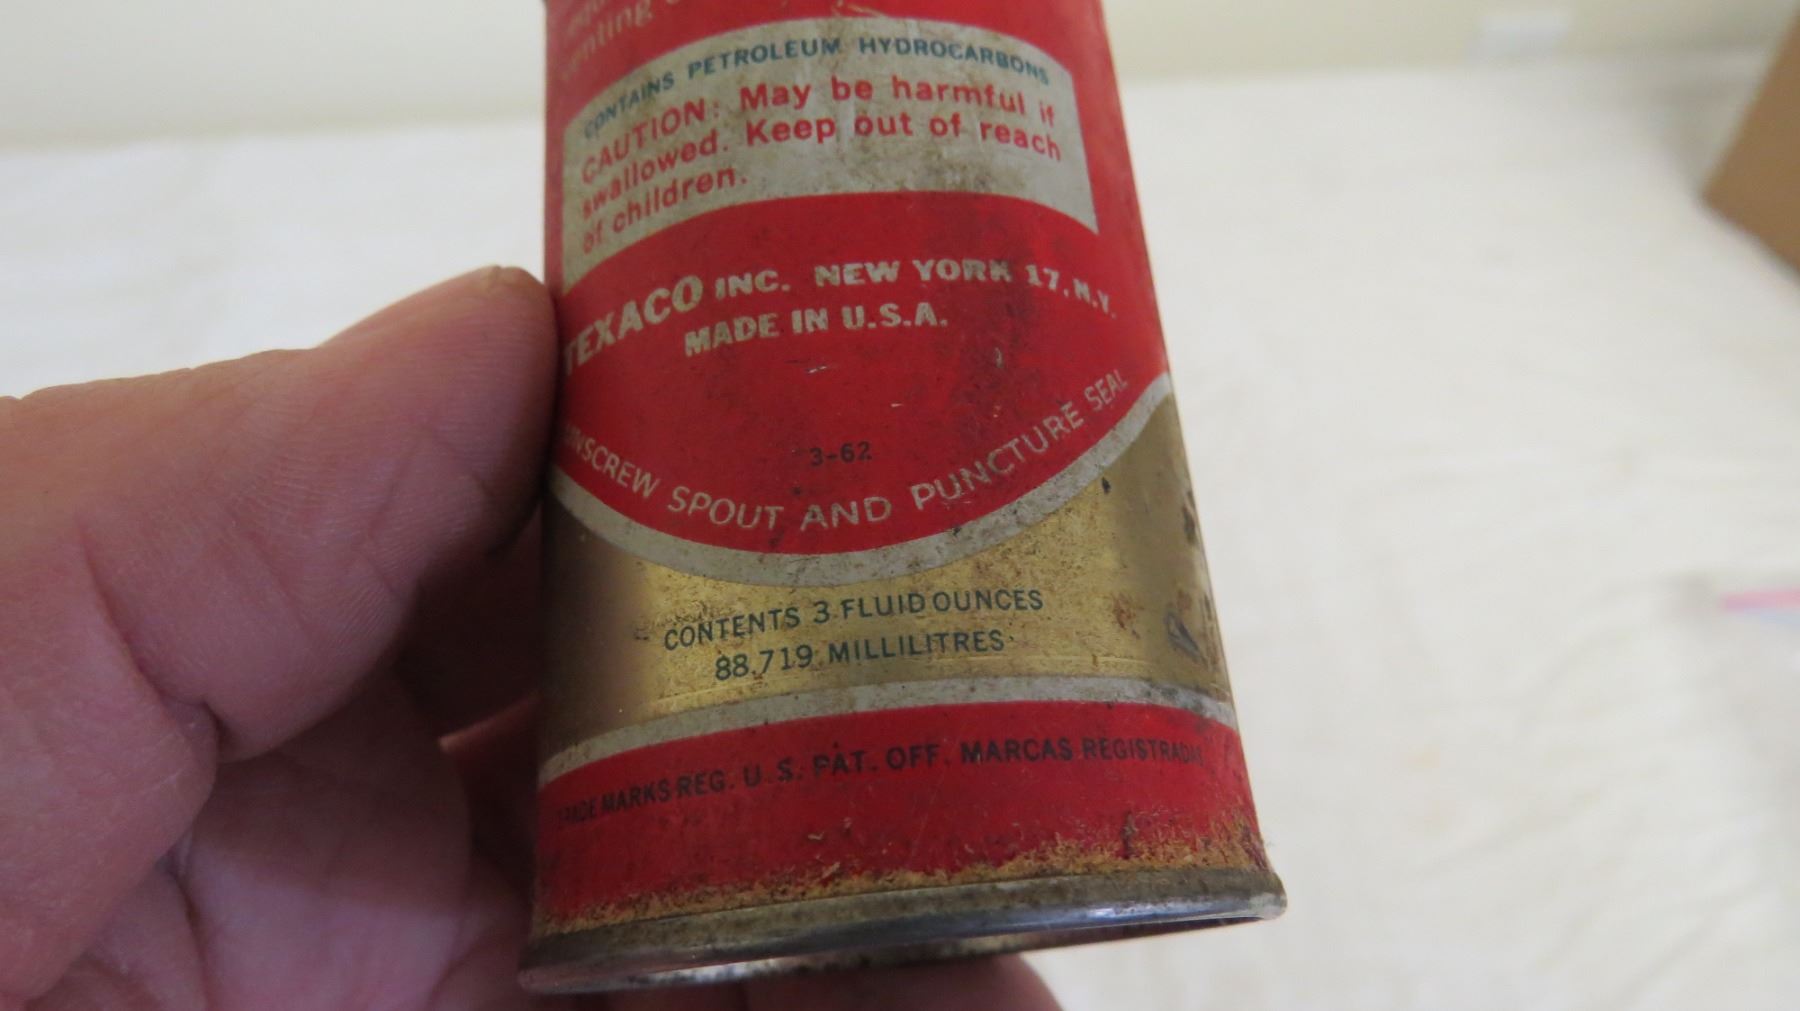 CONTAINS PETROLEUM HYDROCARBONS
CAUTION: May be harmful if
swallowed. Keep out of reach
of children.
TEXACO INC. NEW YORK 17, N.Y.
MADE IN U.S.A.
3-62
UNSCREW SPOUT AND PUNCTURE SEAL
CONTENTS 3 FLUID OUNCES
88.719 MILLILITRES
TRADE MARKS REG. U.S. PAT. OFF. MARCAS REGISTRADAS